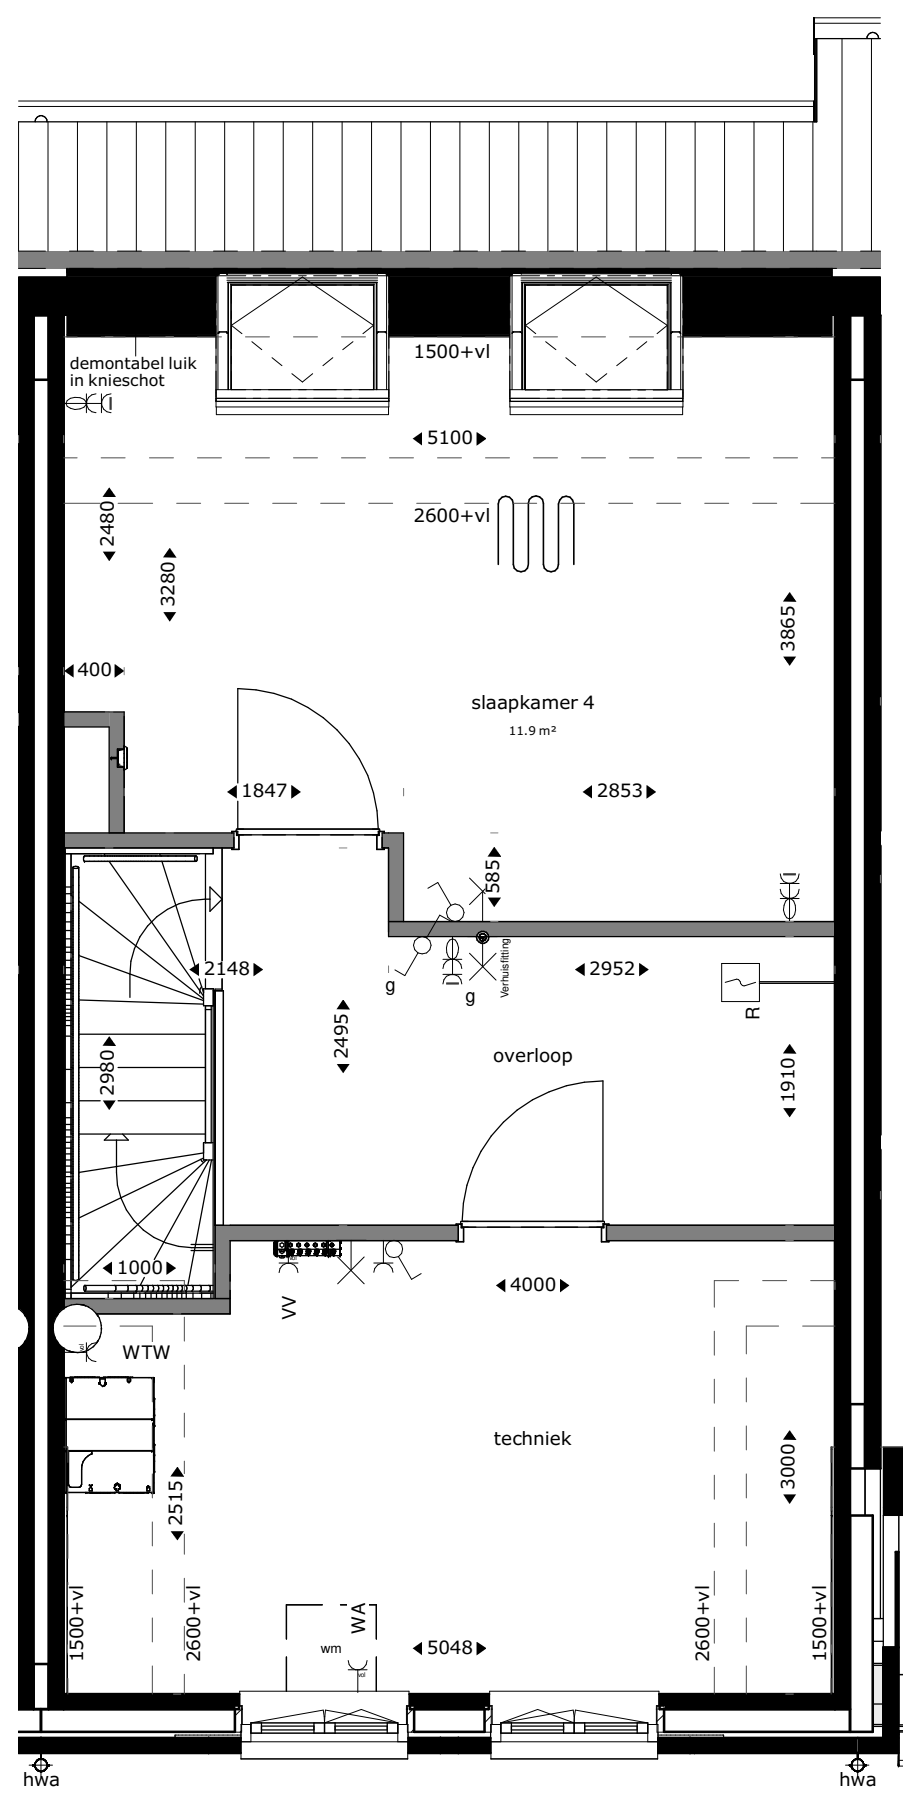 demontabel luik
in knieschot
1500+vl
5100
2600+vl
2480
3280
3865
400
slaapkamer 4
11.9 m²
1847
2853
585
2148
2952
g
g
Verhuisfitting
R
2495
overloop
1910
2980
1000
4000
VV
WTW
techniek
3000
2515
1500+vl
2600+vl
2600+vl
1500+vl
WA
wm
5048
hwa
hwa